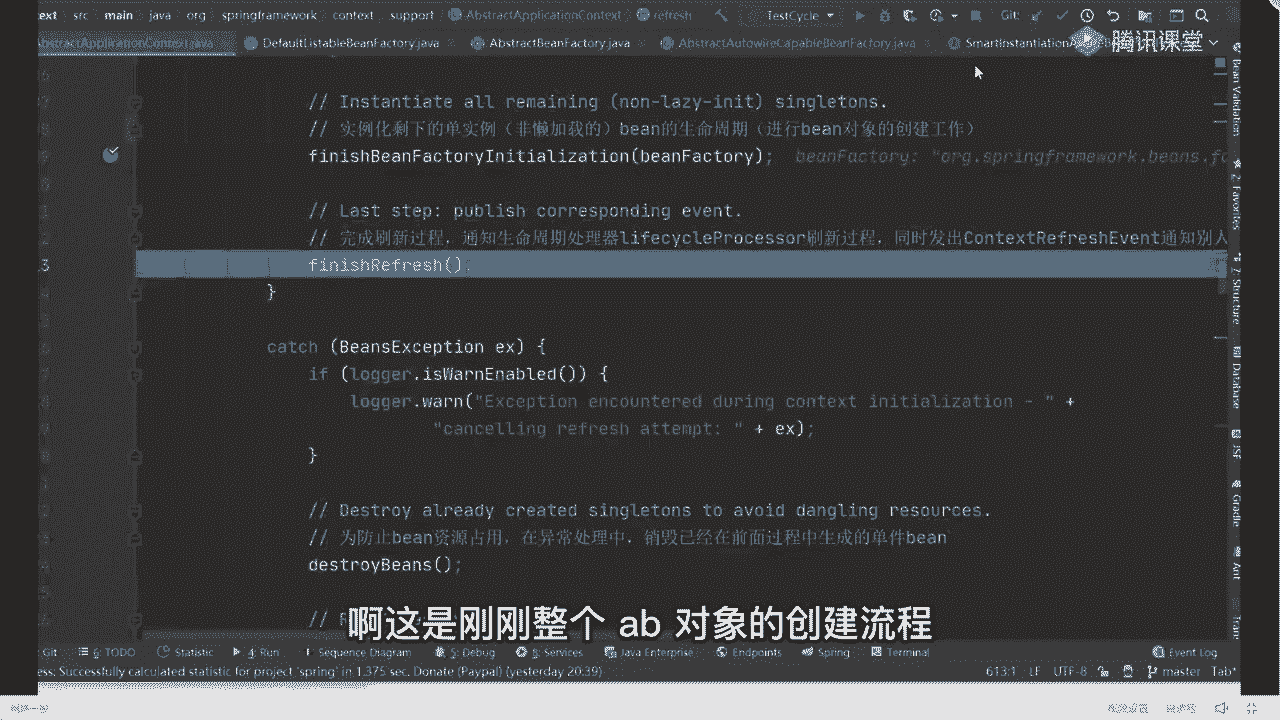 ext src main java org springframework context support AbstractApplicationContext refresh TestCycle Git:
AbstractApplicationContext.java DefaultListableBeanFactory.java AbstractBeanFactory.java AbstractAutowireCapableBeanFactory.java SmartInstantiation
腾讯课堂
// Instantiate all remaining (non-lazy-init) singletons.
// 实例化剩下的单实例（非懒加载的）bean的生命周期（进行bean对象的创建工作）
finishBeanFactoryInitialization(beanFactory); beanFactory: "org.springframework.beans.fa
// Last step: publish corresponding event.
// 完成刷新过程，通知生命周期处理器lifecycleProcessor刷新过程，同时发出ContextRefreshEvent通知别人
finishRefresh();
}
catch (BeansException ex) {
if (logger.isWarnEnabled()) {
logger.warn("Exception encountered during context initialization - " +
"cancelling refresh attempt: " + ex);
}
// Destroy already created singletons to avoid dangling resources.
// 为防止bean资源占用，在异常处理中，销毁已经在前面过程中生成的单件bean
destroyBeans();
啊这是刚刚整个 ab 对象的创建流程
Bean Validation
2: Favorites
7: Structure
Database
JSF
Gradle
Ant
Git 6: TODO Statistic 4: Run Sequence Diagram 5: Debug 8: Services Java Enterprise Endpoints Spring Terminal Event Log
ess: Successfully calculated statistic for project 'spring' in 1.375 sec. Donate (Paypal) (yesterday 20:39) 613:1 LF UTF-8 master Tab*